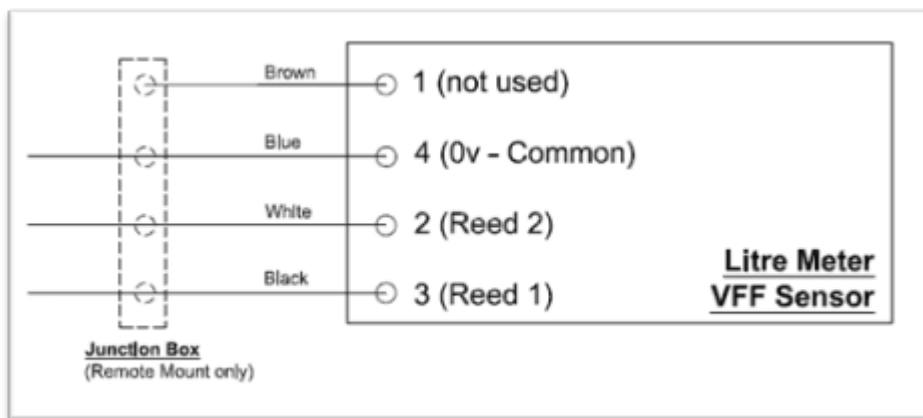 Brown
1 (not used)
Blue
4 (0v - Common)
White
2 (Reed 2)
Black
3 (Reed 1)
Litre Meter
VFF Sensor
Junction Box
(Remote Mount only)